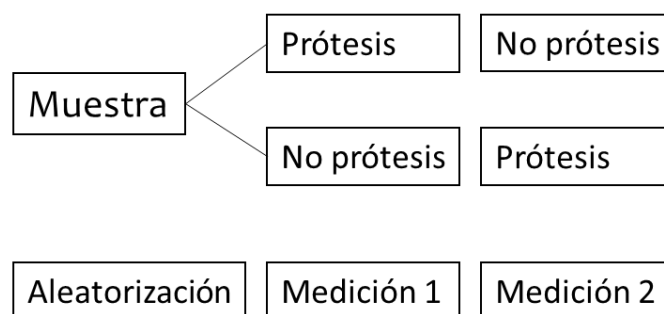 Prótesis
No prótesis
Muestra
No prótesis
Prótesis
Aleatorización
Medición 1
Medición 2